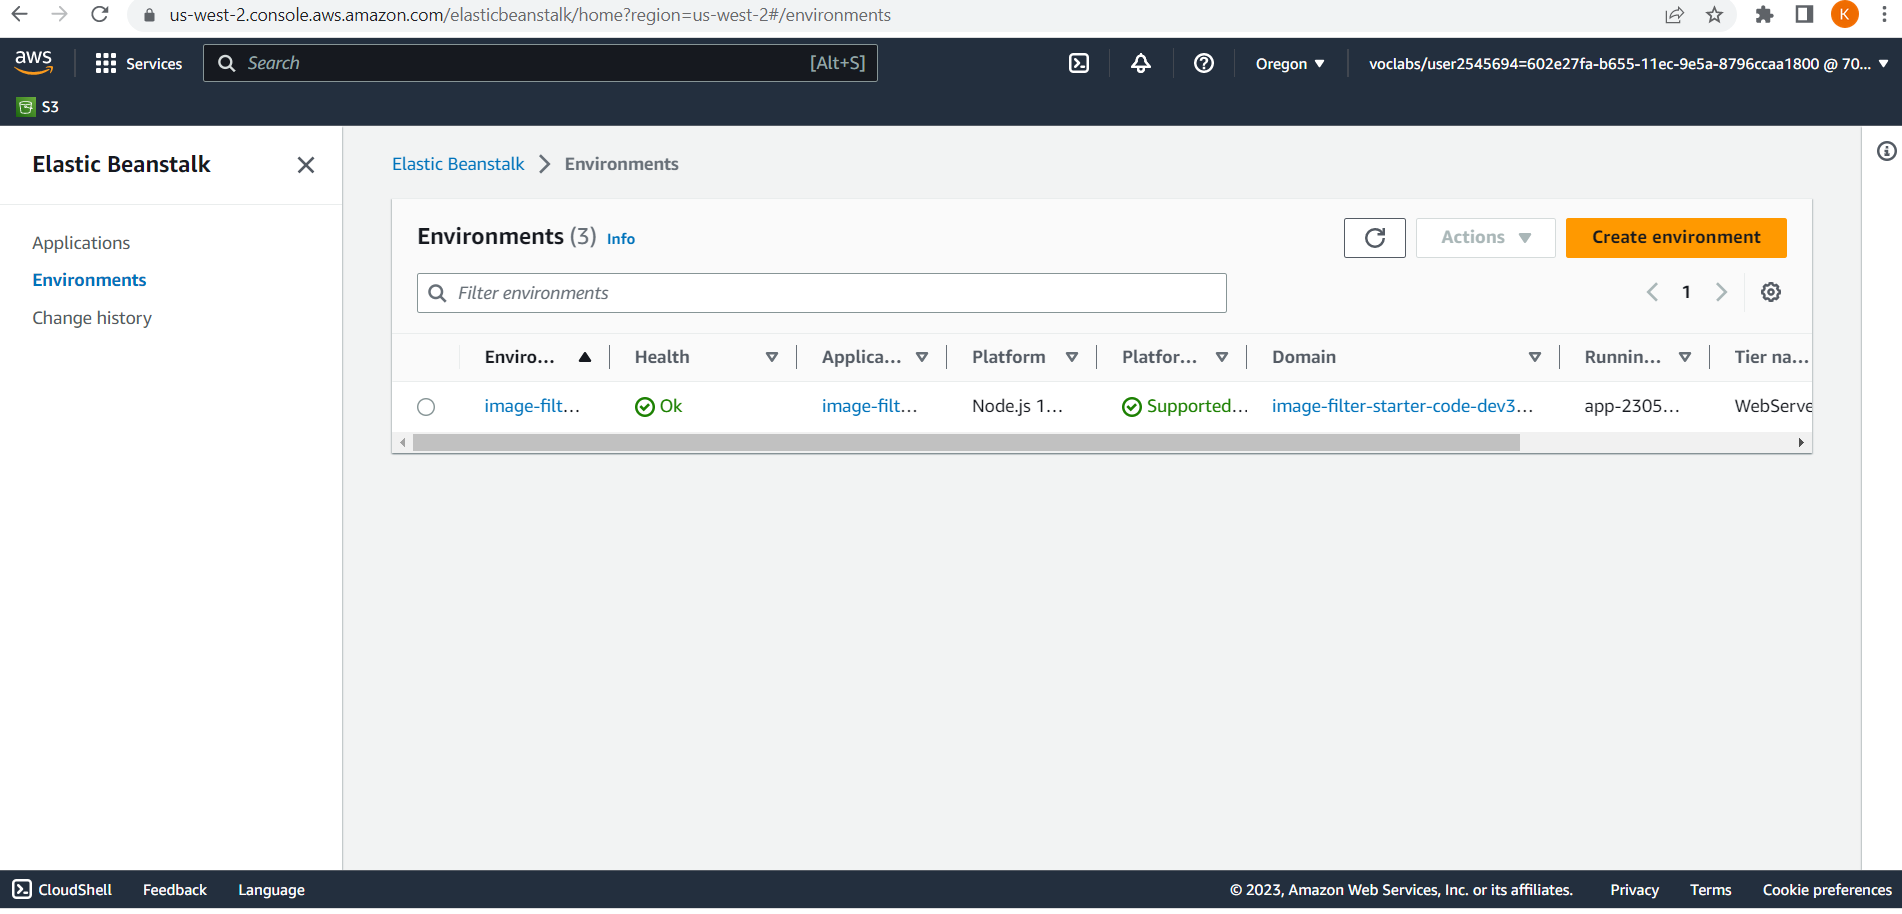 us-west-2.console.aws.amazon.com/elasticbeanstalk/home?region=us-west-2#/environments
K
aws
Services
Search
[Alt+S]
Oregon
voclabs/user2545694=602e27fa-b655-11ec-9e5a-8796ccaa1800 @ 70...
S3
Elastic Beanstalk
Applications
Environments
Change history
Elastic Beanstalk
Environments
Environments (3) Info
Actions
Create environment
Filter environments
1
Enviro... Health Applica... Platform Platfor... Domain Runnin... Tier na...
image-filt... Ok image-filt... Node.js 1... Supported... image-filter-starter-code-dev3... app-2305... WebServe
CloudShell Feedback Language © 2023, Amazon Web Services, Inc. or its affiliates. Privacy Terms Cookie preferences